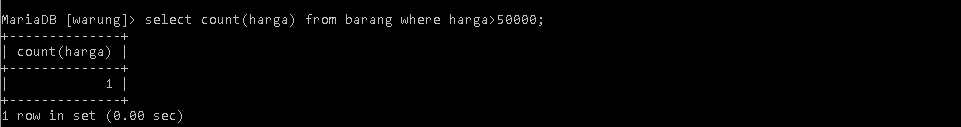 MariaDB [warung]> select count(harga) from barang where harga>50000;
+--------------+
| count(harga) |
+--------------+
|            1 |
+--------------+
1 row in set (0.00 sec)